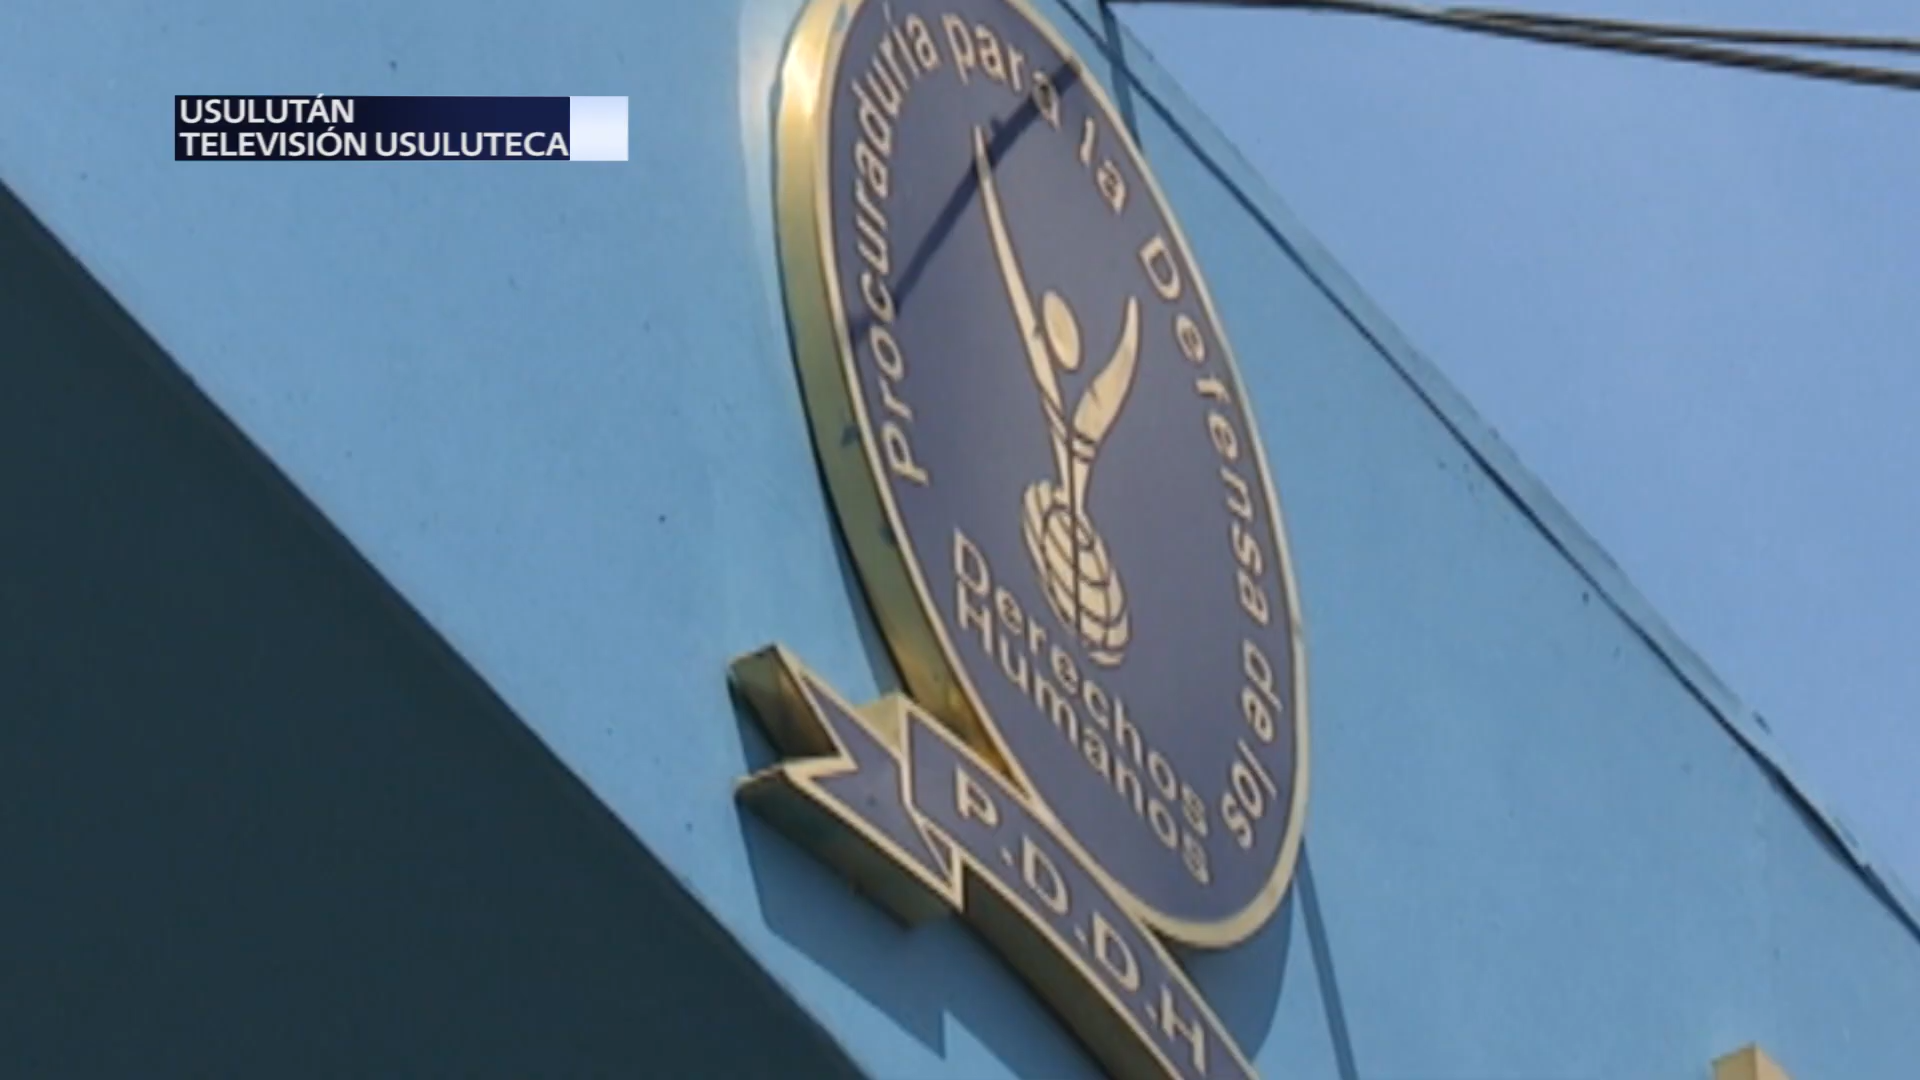 USULUTÁN
TELEVISIÓN USULUTECA
Procuraduría para la Defensa de los
Derechos
Humanos
P.D.D.H